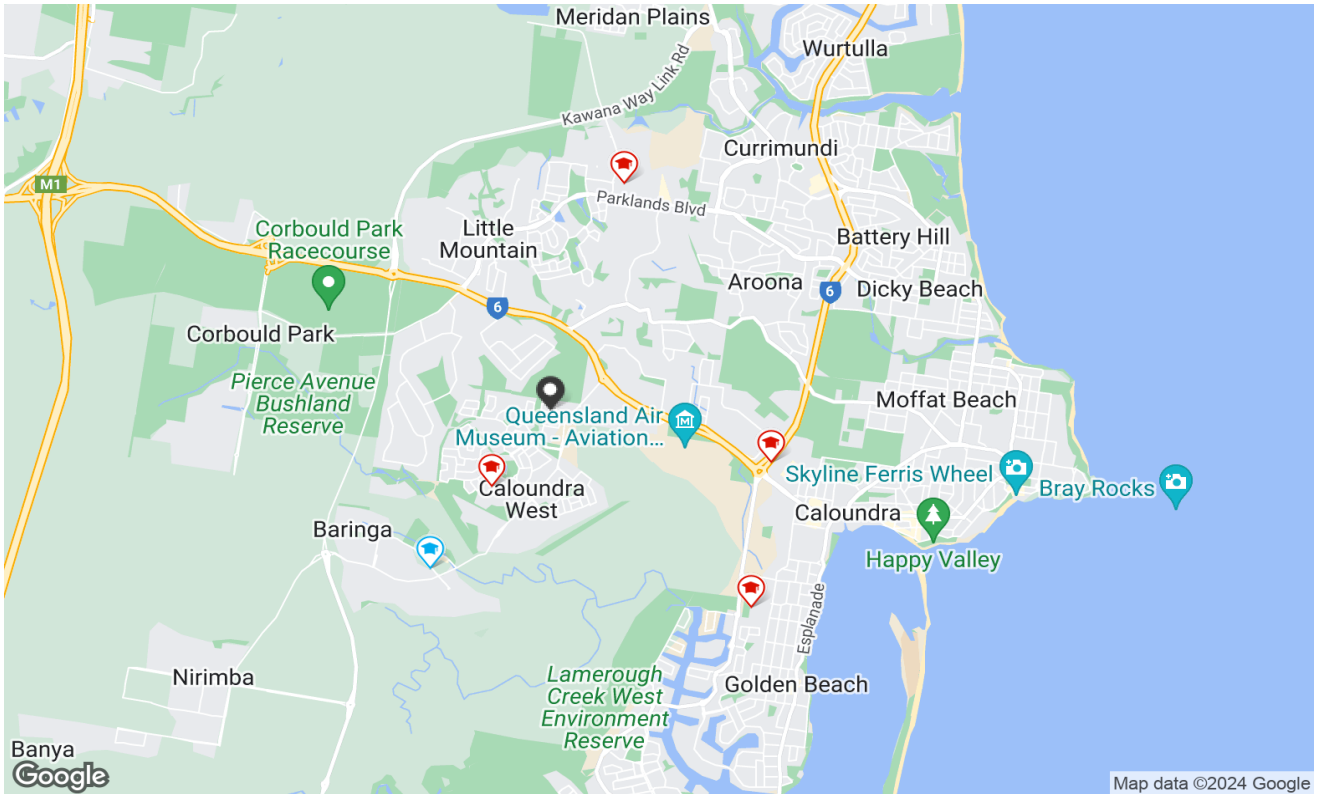 Meridan Plains
Wurtulla
Kawana Way Link Rd
Currimundi
M1
Parklands Blvd
Corbould Park
Racecourse
Little
Mountain
Battery Hill
Aroona
6
Dicky Beach
6
Corbould Park
Pierce Avenue
Bushland
Reserve
Moffat Beach
Queensland Air
Museum - Aviation...
M
Skyline Ferris Wheel
Bray Rocks
Caloundra
West
Caloundra
Baringa
Happy Valley
Esplanade
Nirimba
Lamerough
Creek West
Environment
Reserve
Golden Beach
Banya
Google
Map data ©2024 Google